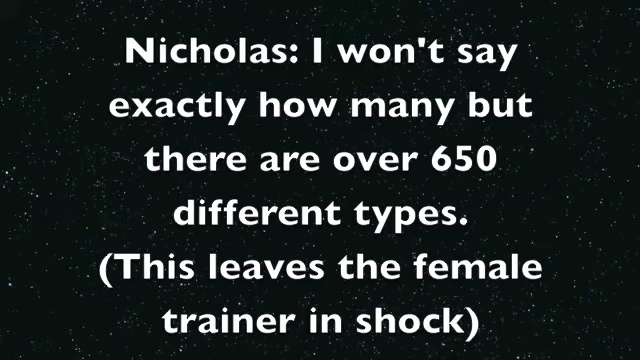 Nicholas: I won't say
exactly how many but
there are over 650
different types.
(This leaves the female
trainer in shock)